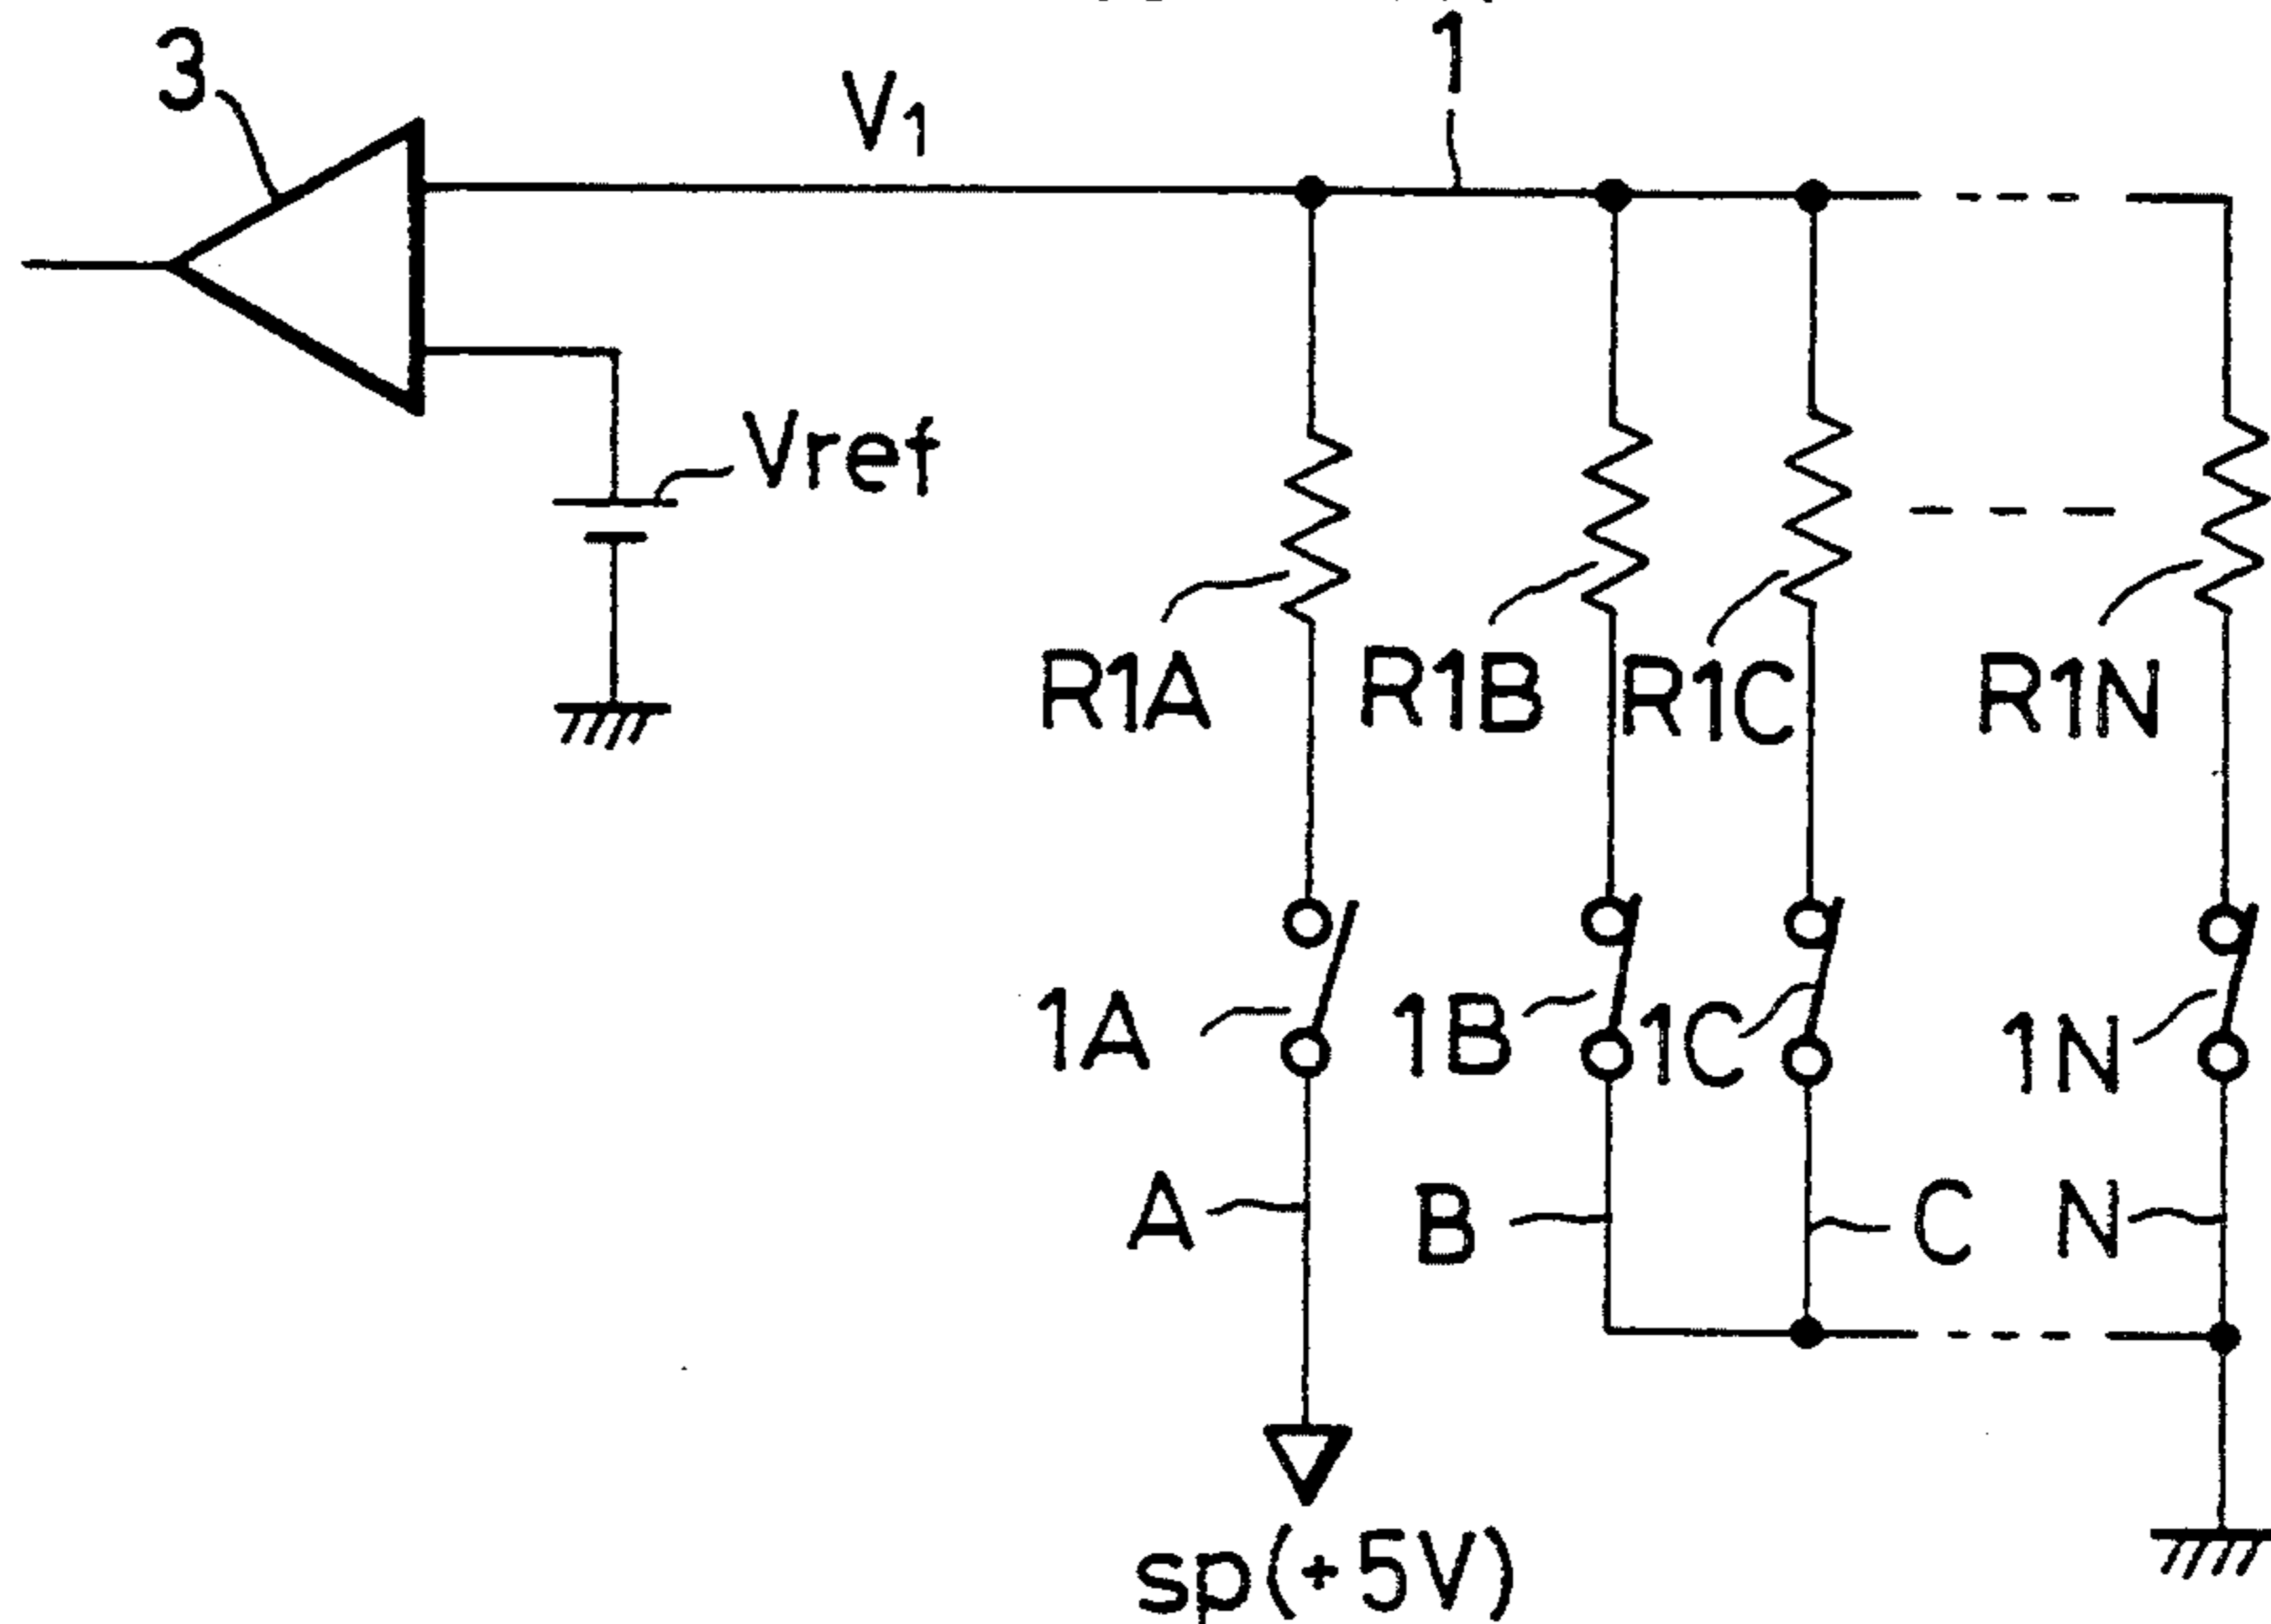 1
3
V1
Vref
R1A R1B R1C R1N
1A 1B 1C 1N
A B C N
sp(+5V)